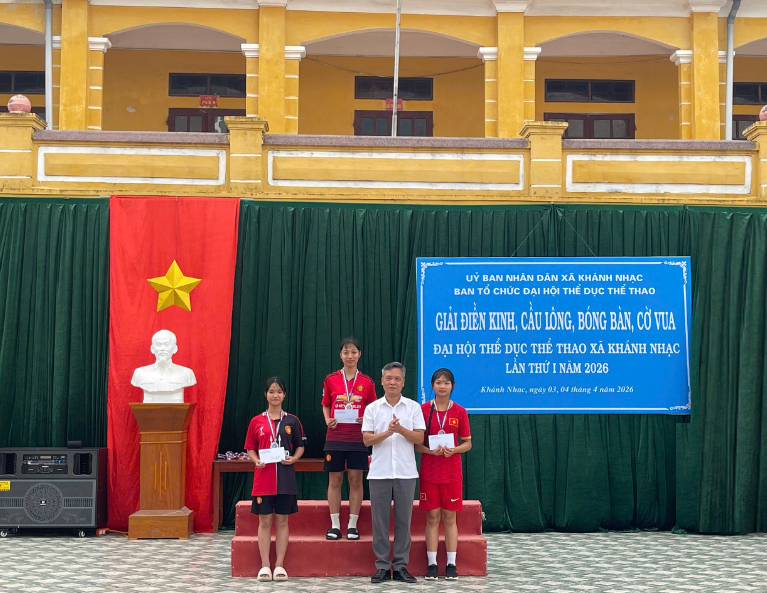 UỶ BAN NHÂN DÂN XÃ KHÁNH NHẠC
BAN TỔ CHỨC ĐẠI HỘI THỂ DỤC THỂ THAO
GIẢI ĐIỀN KINH, CẦU LÔNG, BÓNG BÀN, CỜ VUA
ĐẠI HỘI THỂ DỤC THỂ THAO XÃ KHÁNH NHẠC
LẦN THỨ I NĂM 2026
Khánh Nhạc, ngày 03, 04 tháng 4 năm 2026